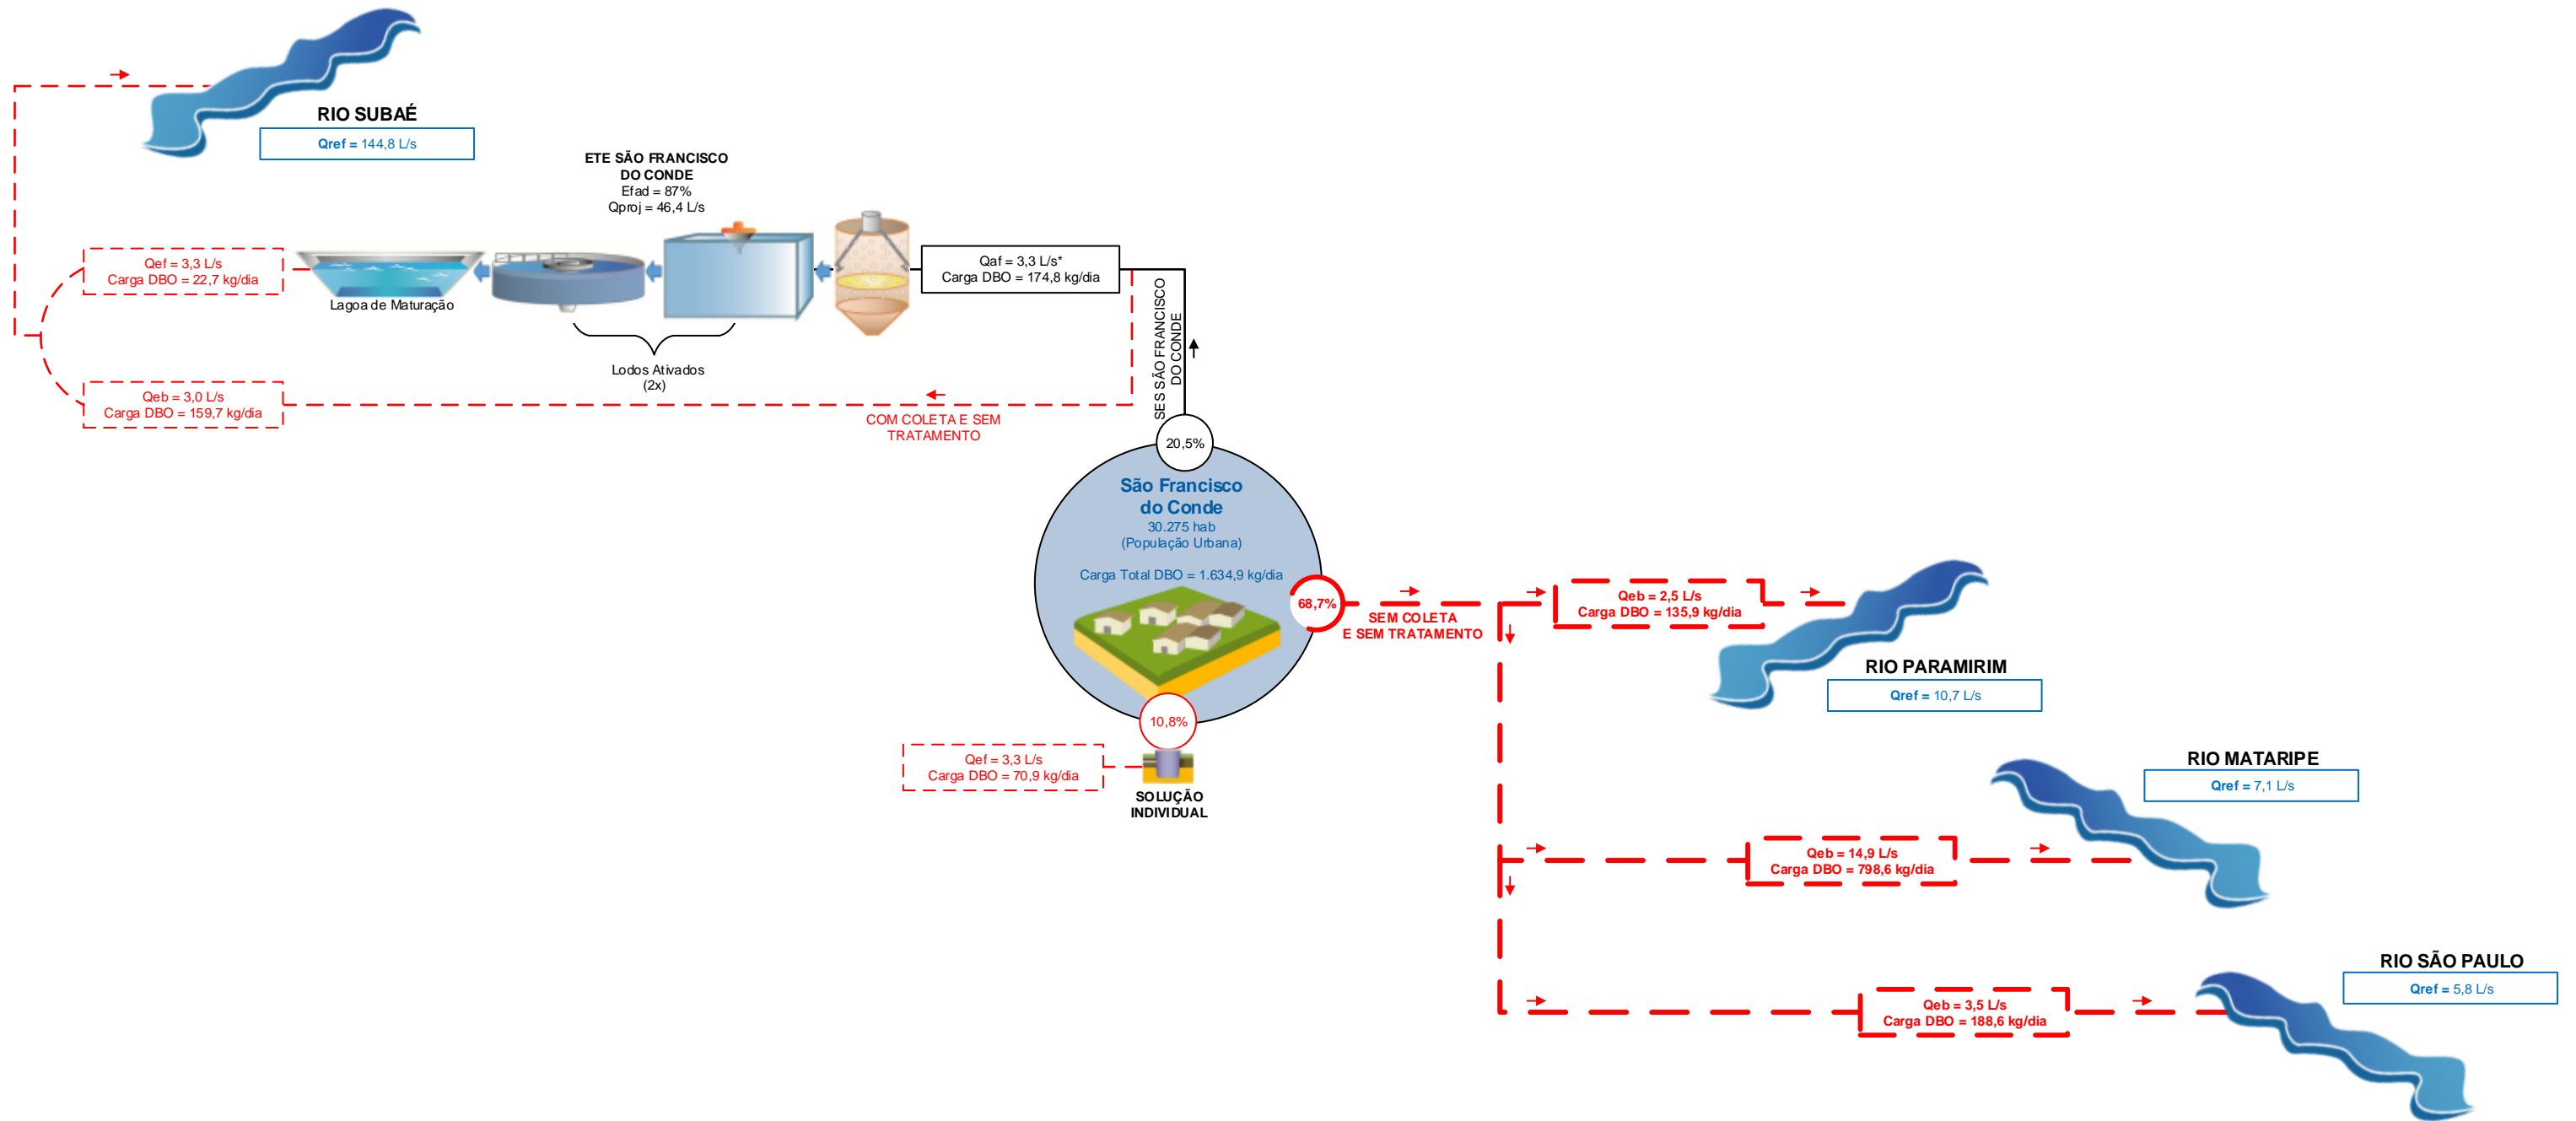 RIO SUBAÉ
Qref = 144,8 L/s
ETE SÃO FRANCISCO
DO CONDE
Efad = 87%
Qproj = 46,4 L/s
Qef = 3,3 L/s
Carga DBO = 22,7 kg/dia
Lagoa de Maturação
Lodos Ativados
(2x)
Qaf = 3,3 L/s*
Carga DBO = 174,8 kg/dia
SES SÃO FRANCISCO
DO CONDE
Qeb = 3,0 L/s
Carga DBO = 159,7 kg/dia
COM COLETA E SEM
TRATAMENTO
20,5%
São Francisco
do Conde
30.275 hab
(População Urbana)
Carga Total DBO = 1.634,9 kg/dia
68,7%
SEM COLETA
E SEM TRATAMENTO
Qeb = 2,5 L/s
Carga DBO = 135,9 kg/dia
RIO PARAMIRIM
Qref = 10,7 L/s
10,8%
Qef = 3,3 L/s
Carga DBO = 70,9 kg/dia
SOLUÇÃO
INDIVIDUAL
RIO MATARIPE
Qref = 7,1 L/s
Qeb = 14,9 L/s
Carga DBO = 798,6 kg/dia
RIO SÃO PAULO
Qref = 5,8 L/s
Qeb = 3,5 L/s
Carga DBO = 188,6 kg/dia